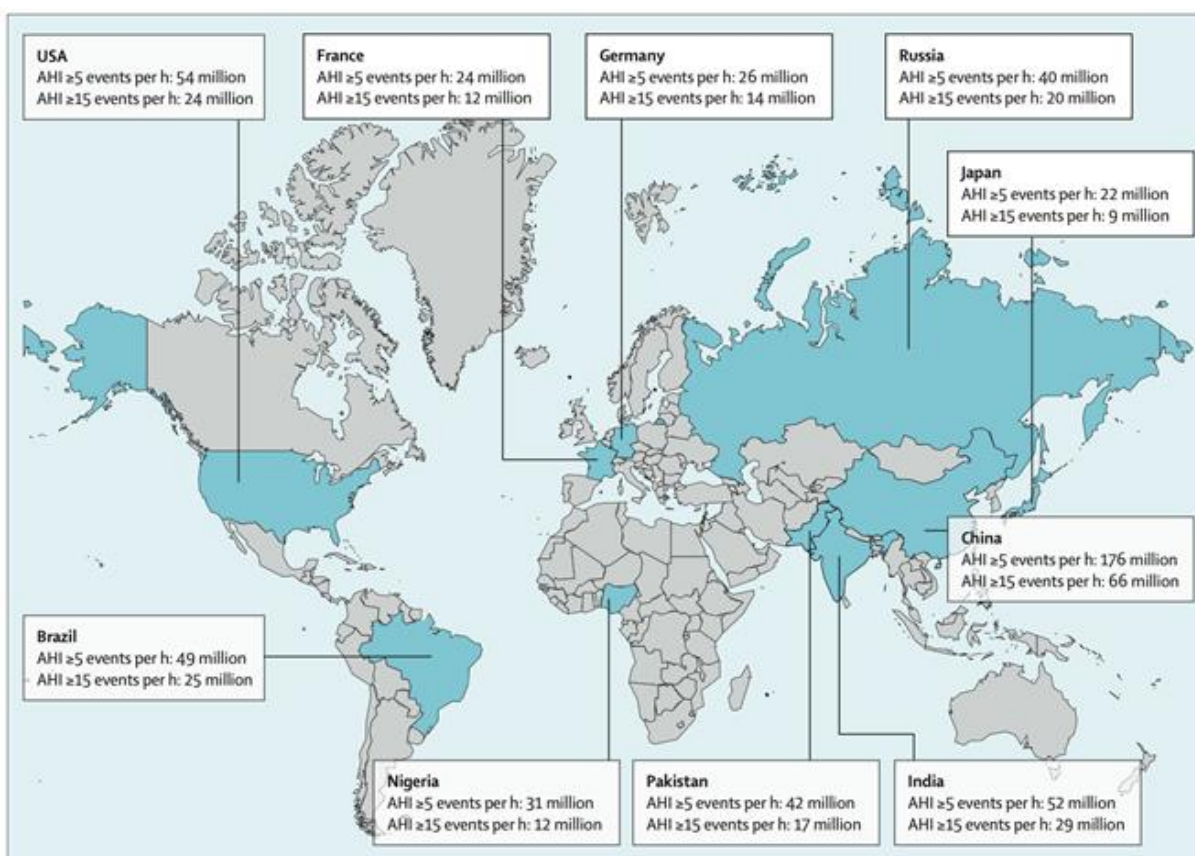 USA
AHI ≥5 events per h: 54 million
AHI ≥15 events per h: 24 million
France
AHI ≥5 events per h: 24 million
AHI ≥15 events per h: 12 million
Germany
AHI ≥5 events per h: 26 million
AHI ≥15 events per h: 14 million
Russia
AHI ≥5 events per h: 40 million
AHI ≥15 events per h: 20 million
Japan
AHI ≥5 events per h: 22 million
AHI ≥15 events per h: 9 million
China
AHI ≥5 events per h: 176 million
AHI ≥15 events per h: 66 million
Brazil
AHI ≥5 events per h: 49 million
AHI ≥15 events per h: 25 million
Nigeria
AHI ≥5 events per h: 31 million
AHI ≥15 events per h: 12 million
Pakistan
AHI ≥5 events per h: 42 million
AHI ≥15 events per h: 17 million
India
AHI ≥5 events per h: 52 million
AHI ≥15 events per h: 29 million